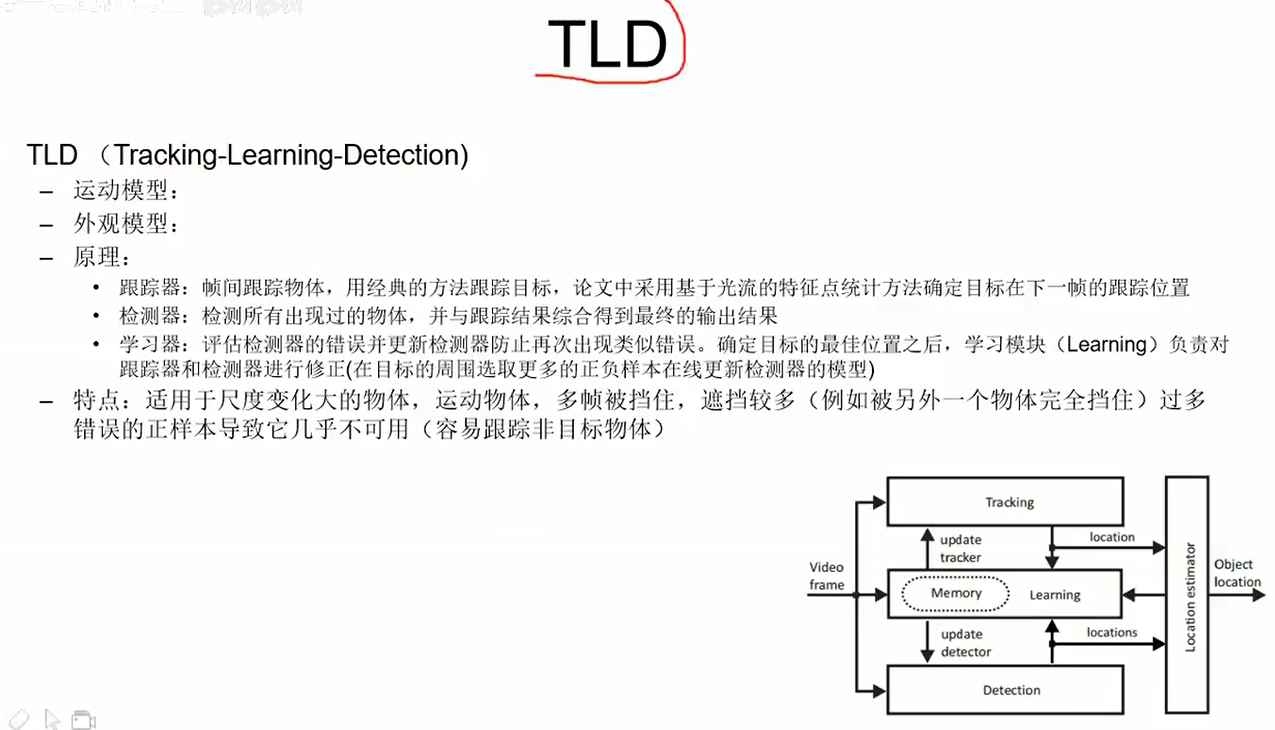 TLD
TLD （Tracking-Learning-Detection)
– 运动模型：
– 外观模型：
– 原理：
• 跟踪器：帧间跟踪物体，用经典的方法跟踪目标，论文中采用基于光流的特征点统计方法确定目标在下一帧的跟踪位置
• 检测器：检测所有出现过的物体，并与跟踪结果综合得到最终的输出结果
• 学习器：评估检测器的错误并更新检测器防止再次出现类似错误。确定目标的最佳位置之后，学习模块（Learning）负责对
跟踪器和检测器进行修正(在目标的周围选取更多的正负样本在线更新检测器的模型)
– 特点：适用于尺度变化大的物体，运动物体，多帧被挡住，遮挡较多（例如被另外一个物体完全挡住）过多
错误的正样本导致它几乎不可用（容易跟踪非目标物体）
Tracking
update
tracker
location
Video
frame
Memory
Learning
Location estimator
Object
location
update
detector
locations
Detection